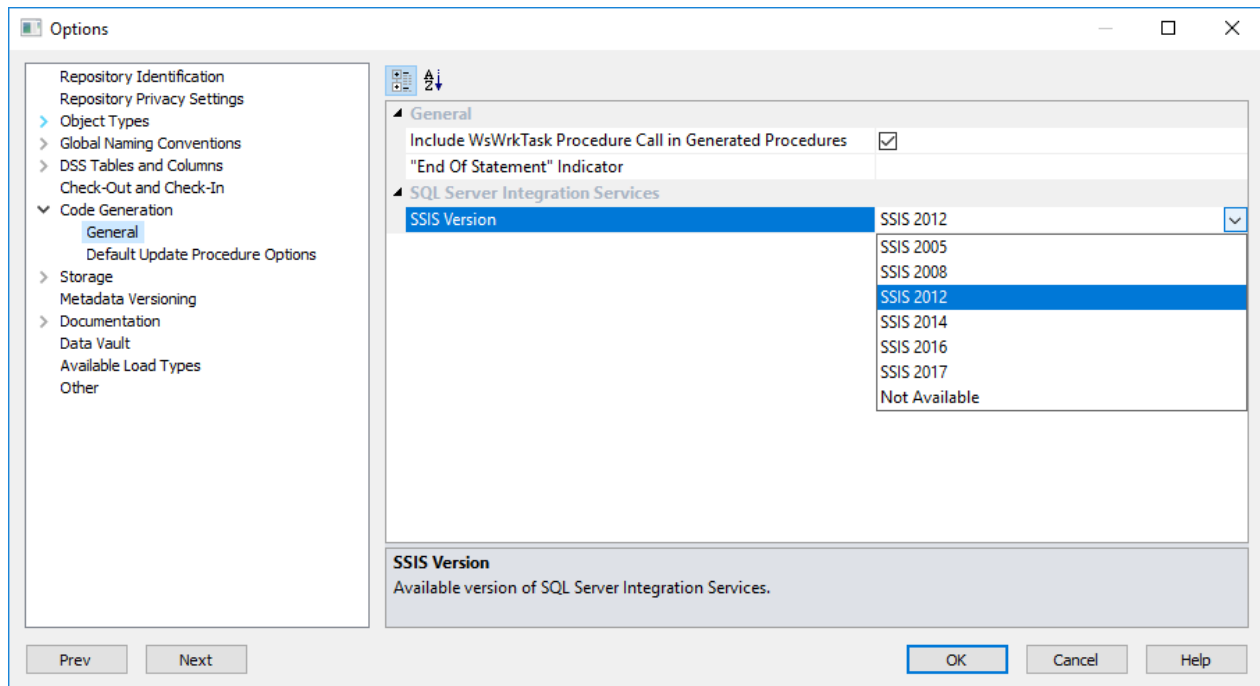 Options
Repository Identification
Repository Privacy Settings
Object Types
Global Naming Conventions
DSS Tables and Columns
Check-Out and Check-In
Code Generation
General
Default Update Procedure Options
Storage
Metadata Versioning
Documentation
Data Vault
Available Load Types
Other
A
Z
General
Include WsWrkTask Procedure Call in Generated Procedures
"End Of Statement" Indicator
SQL Server Integration Services
SSIS Version SSIS 2012
SSIS 2005
SSIS 2008
SSIS 2012
SSIS 2014
SSIS 2016
SSIS 2017
Not Available
SSIS Version
Available version of SQL Server Integration Services.
Prev Next OK Cancel Help